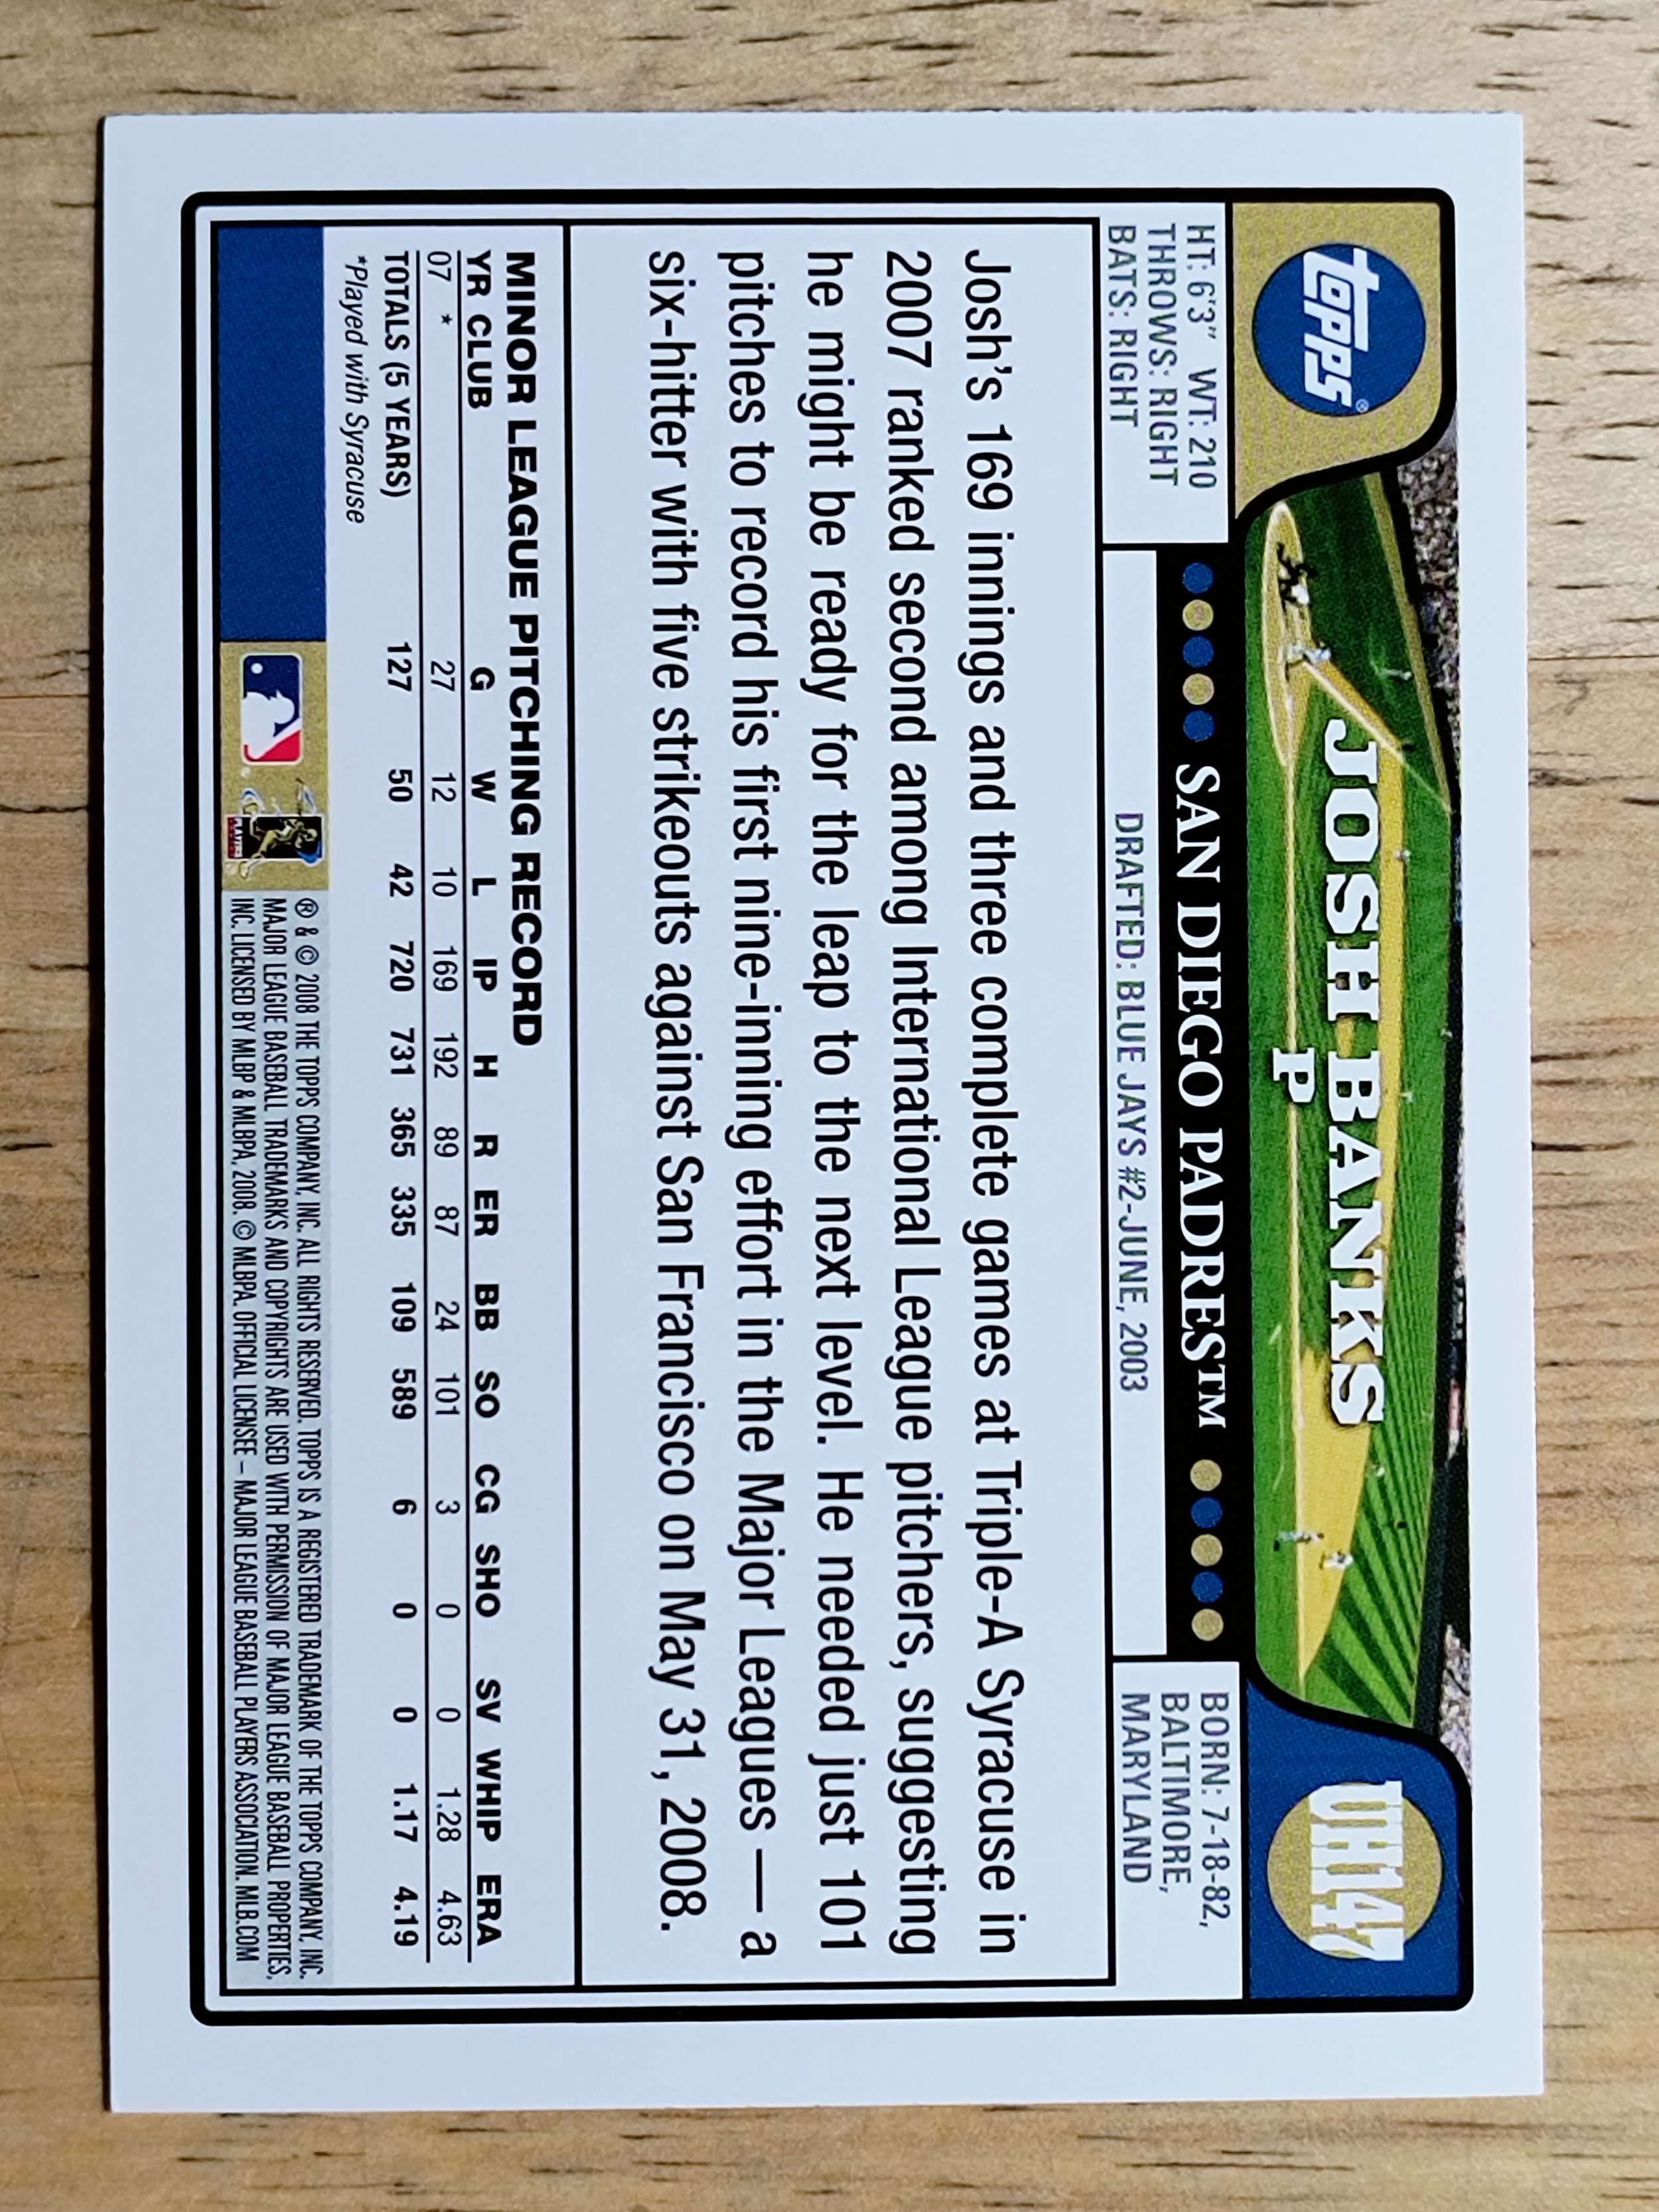 topps®
JOSH BANKS
P
UH147
HT: 6'3" WT: 210
THROWS: RIGHT
BATS: RIGHT
SAN DIEGO PADRES™
DRAFTED: BLUE JAYS #2-JUNE, 2003
BORN: 7-18-82,
BALTIMORE,
MARYLAND
Josh's 169 innings and three complete games at Triple-A Syracuse in
2007 ranked second among International League pitchers, suggesting
he might be ready for the leap to the next level. He needed just 101
pitches to record his first nine-inning effort in the Major Leagues — a
six-hitter with five strikeouts against San Francisco on May 31, 2008.
MINOR LEAGUE PITCHING RECORD
YR CLUB G W L IP H R ER BB SO CG SHO SV WHIP ERA
07 * 27 12 10 169 192 89 87 24 101 3 0 0 1.28 4.63
TOTALS (5 YEARS) 127 50 42 720 731 365 335 109 589 6 0 0 1.17 4.19
*Played with Syracuse
® & © 2008 THE TOPPS COMPANY, INC. ALL RIGHTS RESERVED. TOPPS IS A REGISTERED TRADEMARK OF THE TOPPS COMPANY, INC.
MAJOR LEAGUE BASEBALL TRADEMARKS AND COPYRIGHTS ARE USED WITH PERMISSION OF MAJOR LEAGUE BASEBALL PROPERTIES,
INC. LICENSED BY MLBP & MLBPA, 2008. © MLBPA. OFFICIAL LICENSEE – MAJOR LEAGUE BASEBALL PLAYERS ASSOCIATION. MLB.COM